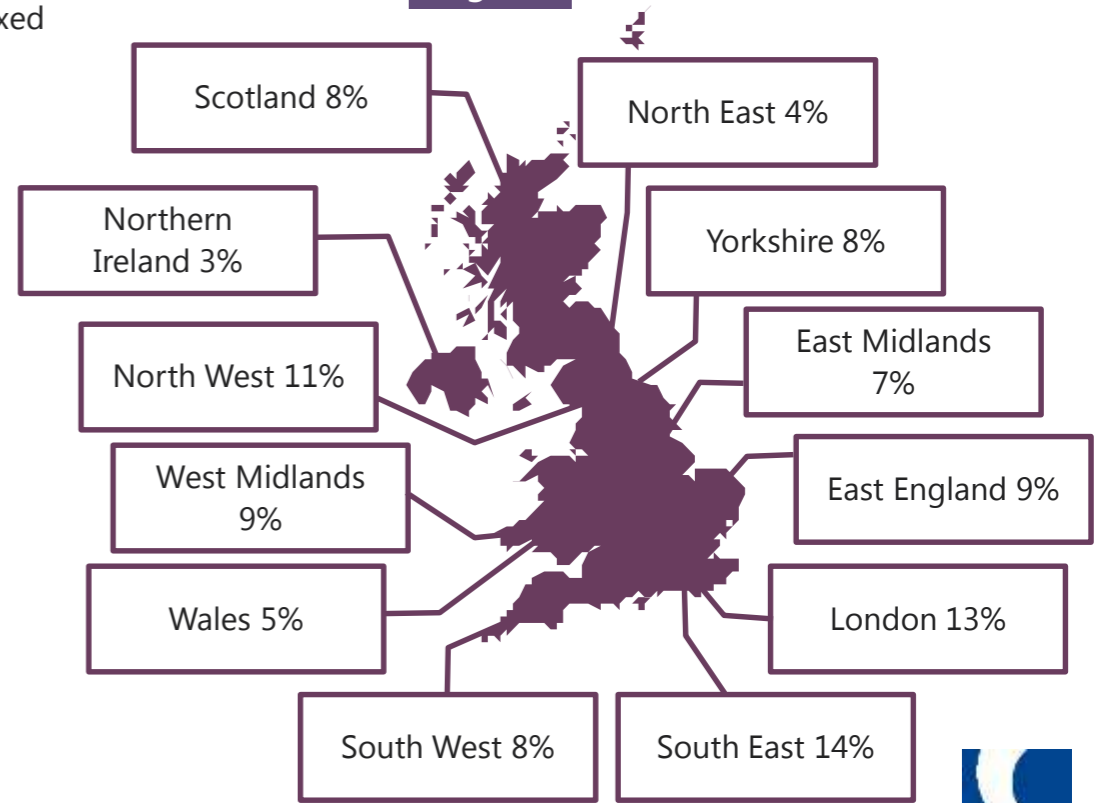 Scotland 8%
North East 4%
Northern
Ireland 3%
Yorkshire 8%
North West 11%
East Midlands
7%
West Midlands
9%
East England 9%
Wales 5%
London 13%
South West 8%
South East 14%